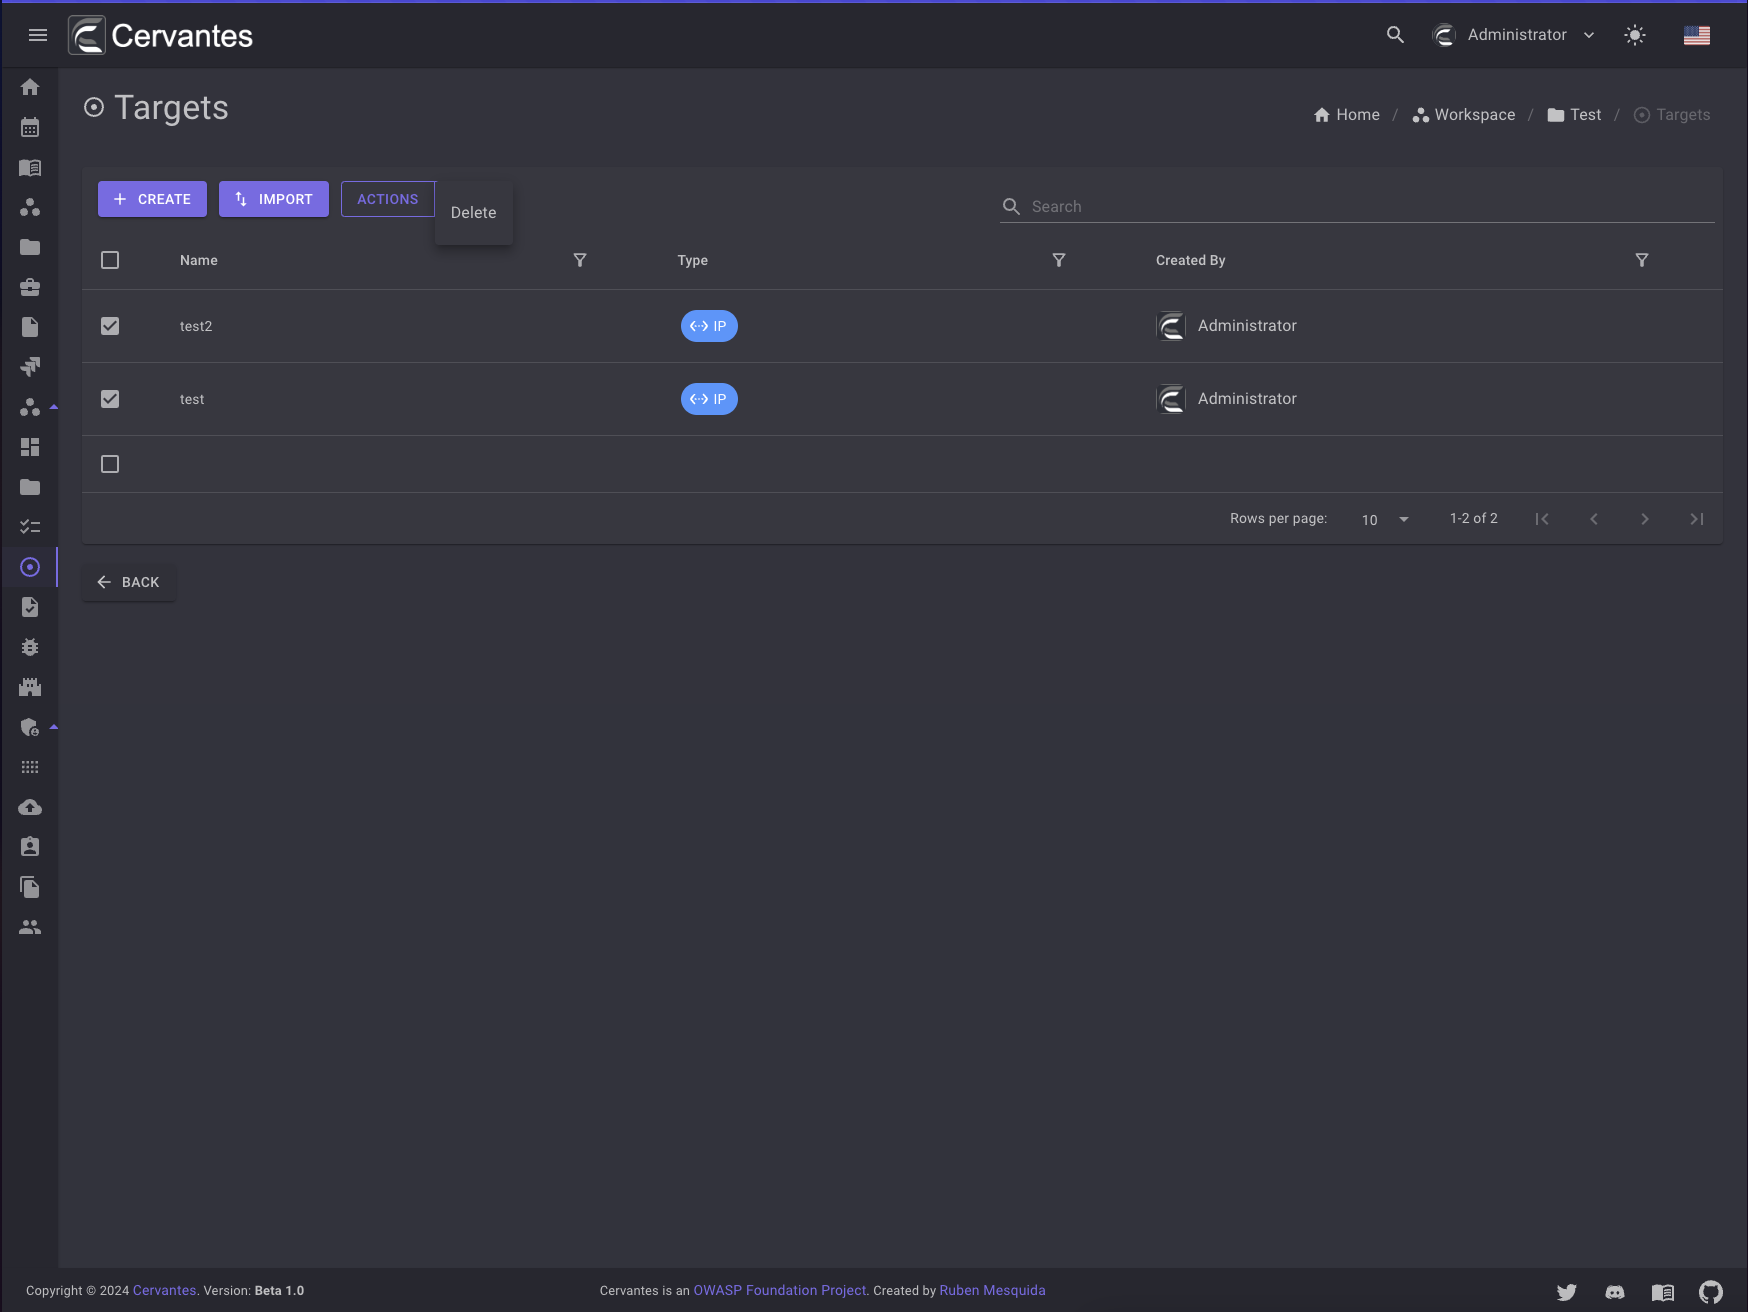 Cervantes
Administrator
Targets
Home / Workspace / Test / Targets
CREATE
IMPORT
ACTIONS
Delete
Search
Name
Type
Created By
test2
IP
Administrator
test
IP
Administrator
Rows per page: 10 1-2 of 2
BACK
Copyright © 2024 Cervantes. Version: Beta 1.0
Cervantes is an OWASP Foundation Project. Created by Ruben Mesquida